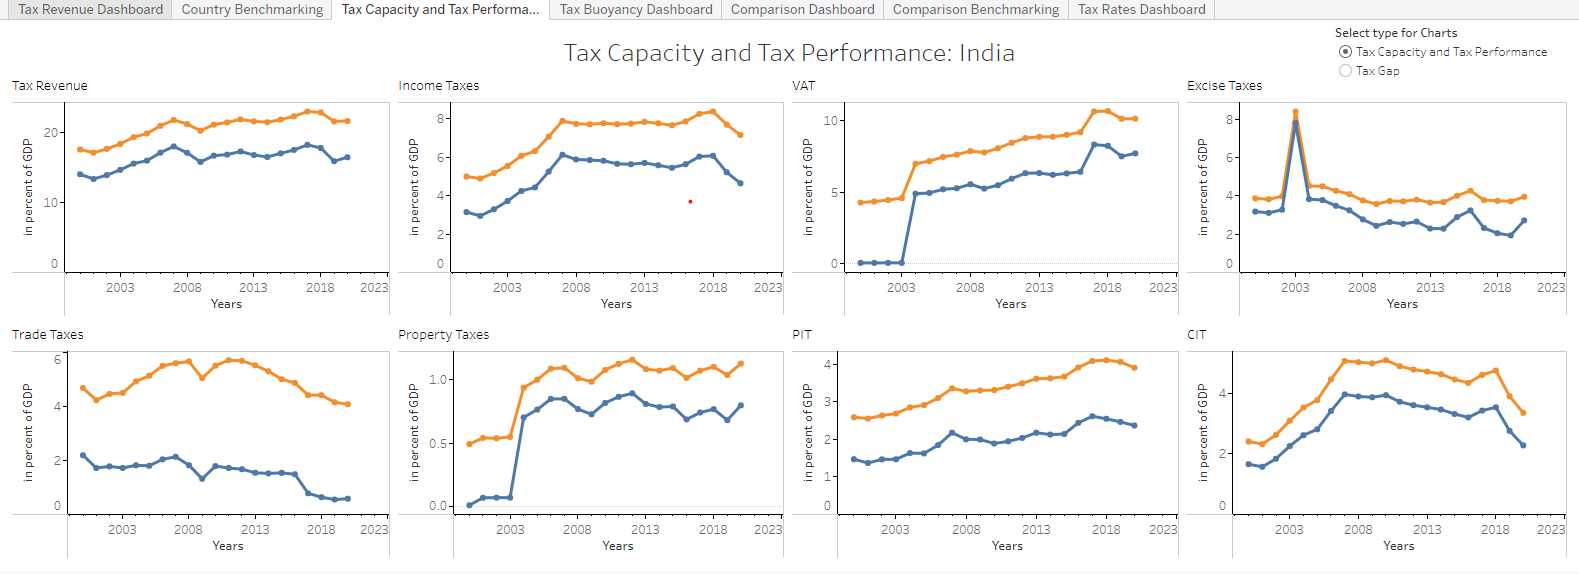 Tax Revenue Dashboard Country Benchmarking Tax Capacity and Tax Performa... Tax Buoyancy Dashboard Comparison Dashboard Comparison Benchmarking Tax Rates Dashboard
Tax Capacity and Tax Performance: India
Select type for Charts
Tax Capacity and Tax Performance
Tax Gap
Tax Revenue
in percent of GDP
20
10
0
2003 2008 2013 2018 2023
Years
Income Taxes
in percent of GDP
8
6
4
2
0
2003 2008 2013 2018 2023
Years
VAT
in percent of GDP
10
5
0
2003 2008 2013 2018 2023
Years
Excise Taxes
in percent of GDP
8
6
4
2
0
2003 2008 2013 2018 2023
Years
Trade Taxes
in percent of GDP
6
4
2
0
2003 2008 2013 2018 2023
Years
Property Taxes
in percent of GDP
1.0
0.5
0.0
2003 2008 2013 2018 2023
Years
PIT
in percent of GDP
4
3
2
1
0
2003 2008 2013 2018 2023
Years
CIT
in percent of GDP
4
2
0
2003 2008 2013 2018 2023
Years